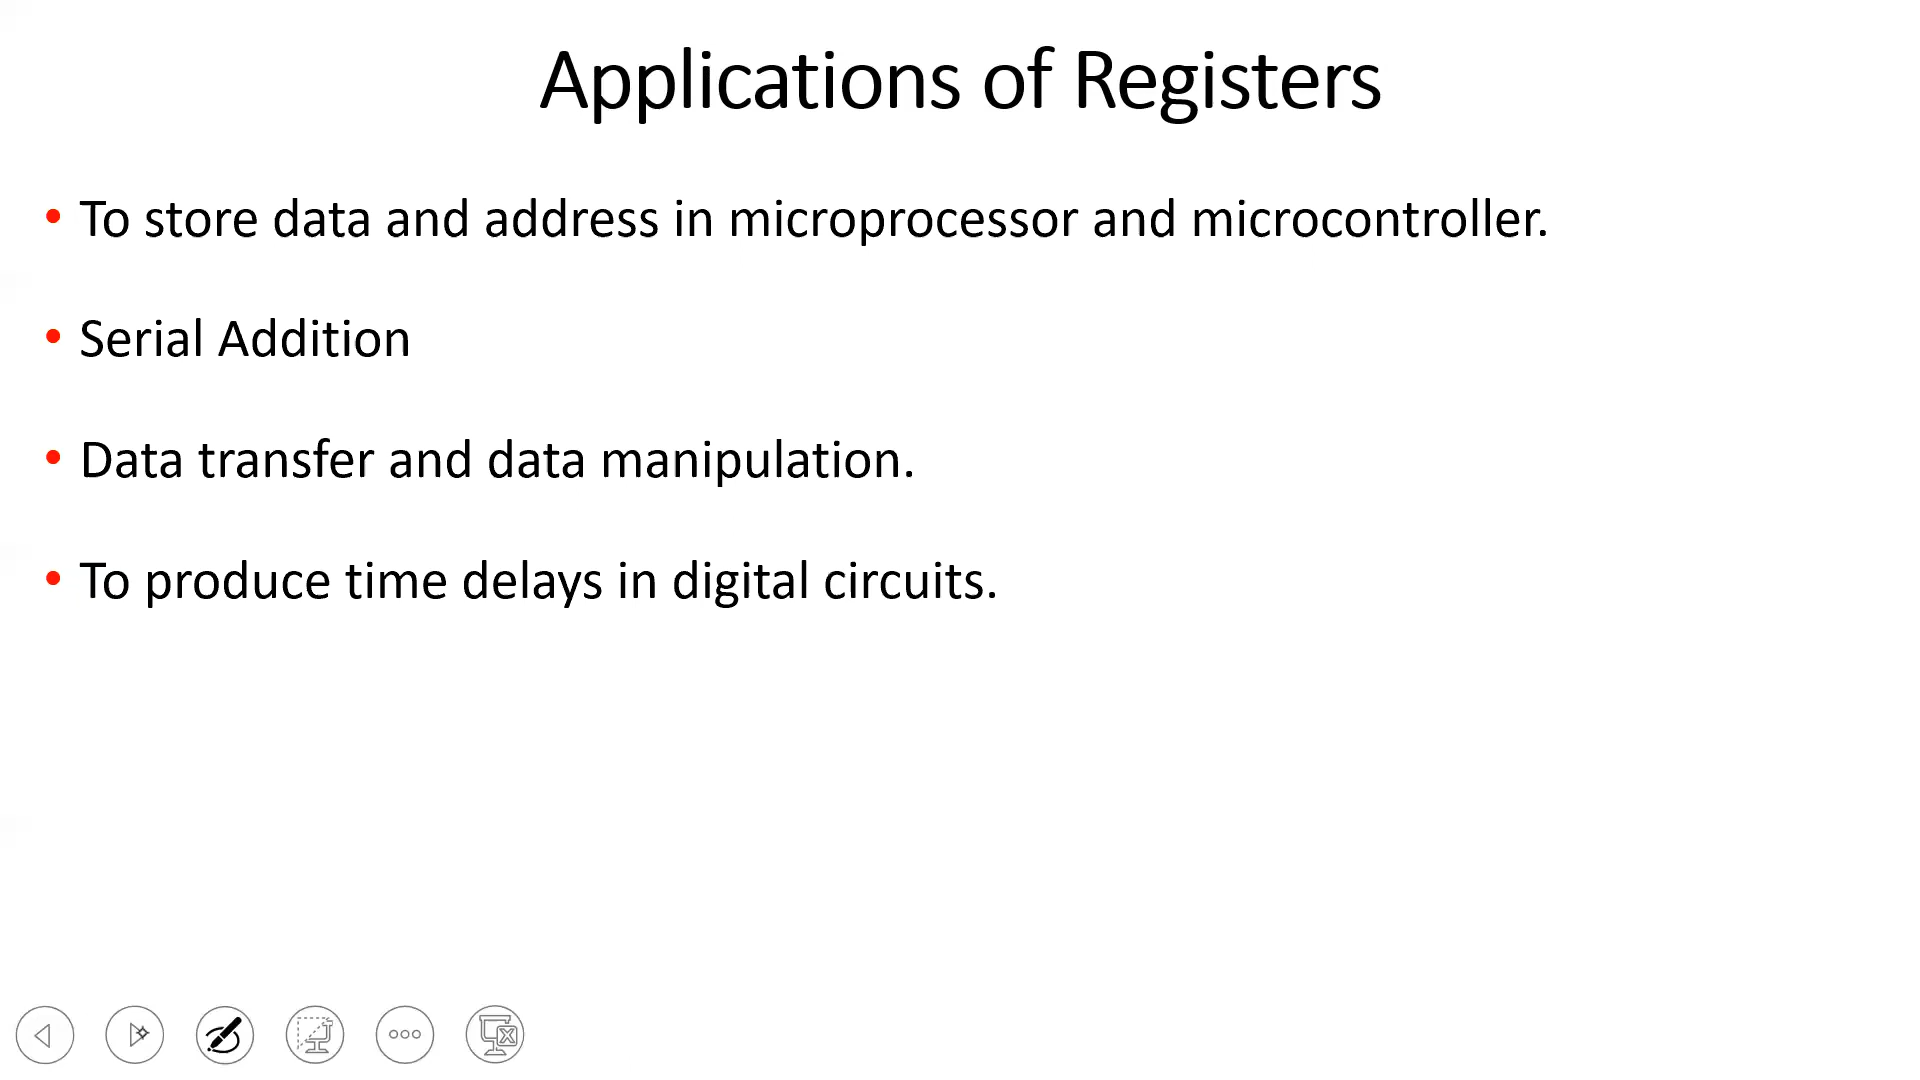 Applications of Registers
• To store data and address in microprocessor and microcontroller.
• Serial Addition
• Data transfer and data manipulation.
• To produce time delays in digital circuits.